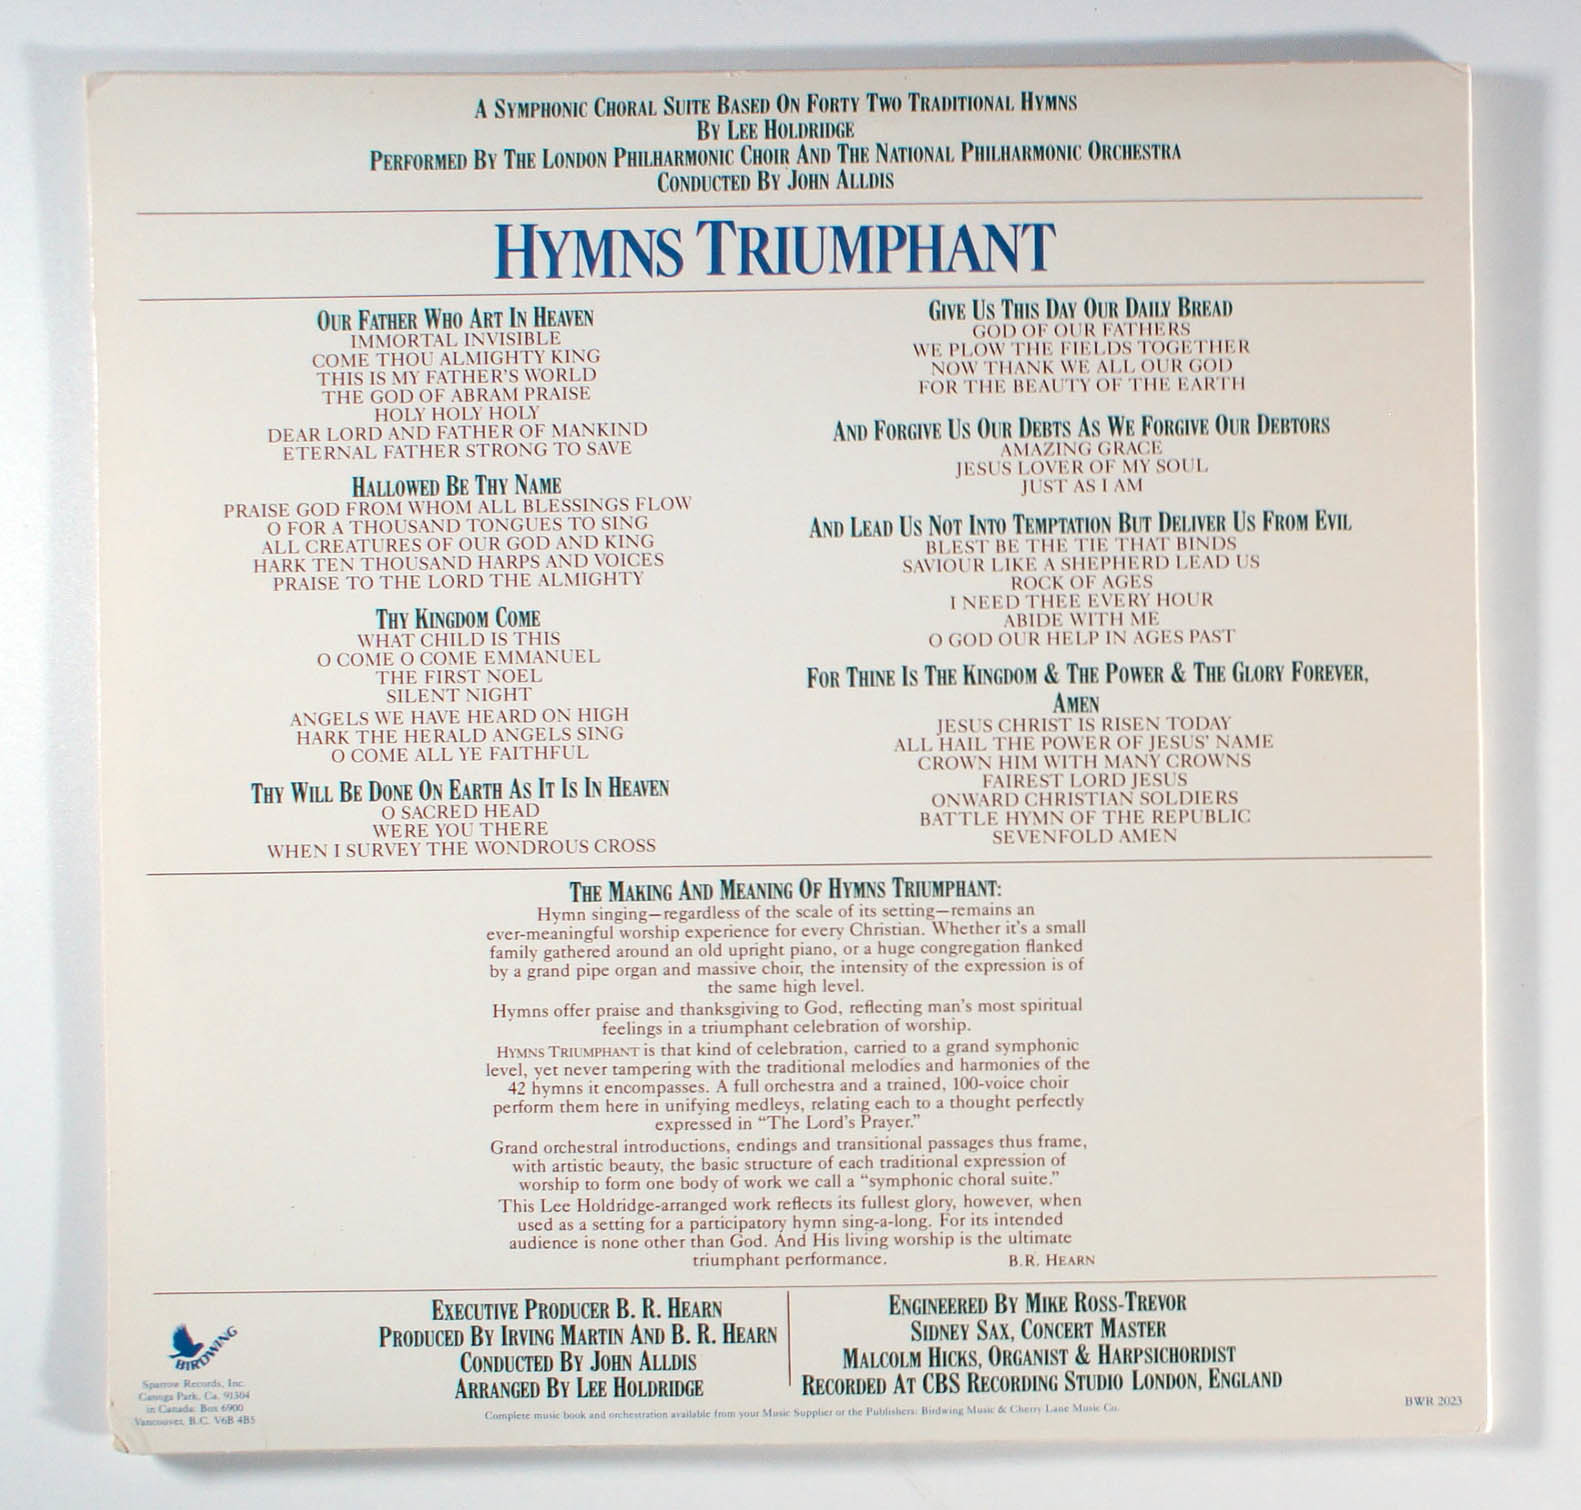 A Symphonic Choral Suite Based On Forty Two Traditional Hymns
By Lee Holdridge
Performed By The London Philharmonic Choir And The National Philharmonic Orchestra
Conducted By John Alldis
Hymns Triumphant
Our Father Who Art In Heaven
IMMORTAL INVISIBLE
COME THOU ALMIGHTY KING
THIS IS MY FATHER'S WORLD
THE GOD OF ABRAM PRAISE
HOLY HOLY HOLY
DEAR LORD AND FATHER OF MANKIND
ETERNAL FATHER STRONG TO SAVE
Hallowed Be Thy Name
PRAISE GOD FROM WHOM ALL BLESSINGS FLOW
O FOR A THOUSAND TONGUES TO SING
ALL CREATURES OF OUR GOD AND KING
HARK TEN THOUSAND HARPS AND VOICES
PRAISE TO THE LORD THE ALMIGHTY
Thy Kingdom Come
WHAT CHILD IS THIS
O COME O COME EMMANUEL
THE FIRST NOEL
SILENT NIGHT
ANGELS WE HAVE HEARD ON HIGH
HARK THE HERALD ANGELS SING
O COME ALL YE FAITHFUL
Thy Will Be Done On Earth As It Is In Heaven
O SACRED HEAD
WERE YOU THERE
WHEN I SURVEY THE WONDROUS CROSS
Give Us This Day Our Daily Bread
GOD OF OUR FATHERS
WE PLOW THE FIELDS TOGETHER
NOW THANK WE ALL OUR GOD
FOR THE BEAUTY OF THE EARTH
And Forgive Us Our Debts As We Forgive Our Debtors
AMAZING GRACE
JESUS LOVER OF MY SOUL
JUST AS I AM
And Lead Us Not Into Temptation But Deliver Us From Evil
BLEST BE THE TIE THAT BINDS
SAVIOUR LIKE A SHEPHERD LEAD US
ROCK OF AGES
I NEED THEE EVERY HOUR
ABIDE WITH ME
O GOD OUR HELP IN AGES PAST
For Thine Is The Kingdom & The Power & The Glory Forever,
Amen
JESUS CHRIST IS RISEN TODAY
ALL HAIL THE POWER OF JESUS' NAME
CROWN HIM WITH MANY CROWNS
FAIREST LORD JESUS
ONWARD CHRISTIAN SOLDIERS
BATTLE HYMN OF THE REPUBLIC
SEVENFOLD AMEN
The Making And Meaning Of Hymns Triumphant:
Hymn singing—regardless of the scale of its setting—remains an
ever-meaningful worship experience for every Christian. Whether it's a small
family gathered around an old upright piano, or a huge congregation flanked
by a grand pipe organ and massive choir, the intensity of the expression is of
the same high level.
Hymns offer praise and thanksgiving to God, reflecting man's most spiritual
feelings in a triumphant celebration of worship.
Hymns Triumphant is that kind of celebration, carried to a grand symphonic
level, yet never tampering with the traditional melodies and harmonies of the
42 hymns it encompasses. A full orchestra and a trained, 100-voice choir
perform them here in unifying medleys, relating each to a thought perfectly
expressed in "The Lord's Prayer."
Grand orchestral introductions, endings and transitional passages thus frame,
with artistic beauty, the basic structure of each traditional expression of
worship to form one body of work we call a "symphonic choral suite."
This Lee Holdridge-arranged work reflects its fullest glory, however, when
used as a setting for a participatory hymn sing-a-long. For its intended
audience is none other than God. And His living worship is the ultimate
triumphant performance. B.R. Hearn
Executive Producer B. R. Hearn
Produced By Irving Martin And B. R. Hearn
Conducted By John Alldis
Arranged By Lee Holdridge
Engineered By Mike Ross-Trevor
Sidney Sax, Concert Master
Malcolm Hicks, Organist & Harpsichordist
Recorded At CBS Recording Studio London, England
BIRDWING
Sparrow Records, Inc.
Canoga Park, Ca. 91304
in Canada: Box 6900
Vancouver, B.C. V6B 4B5
Complete music book and orchestration available from your Music Supplier or the Publishers: Birdwing Music & Cherry Lane Music Co.
BWR 2023